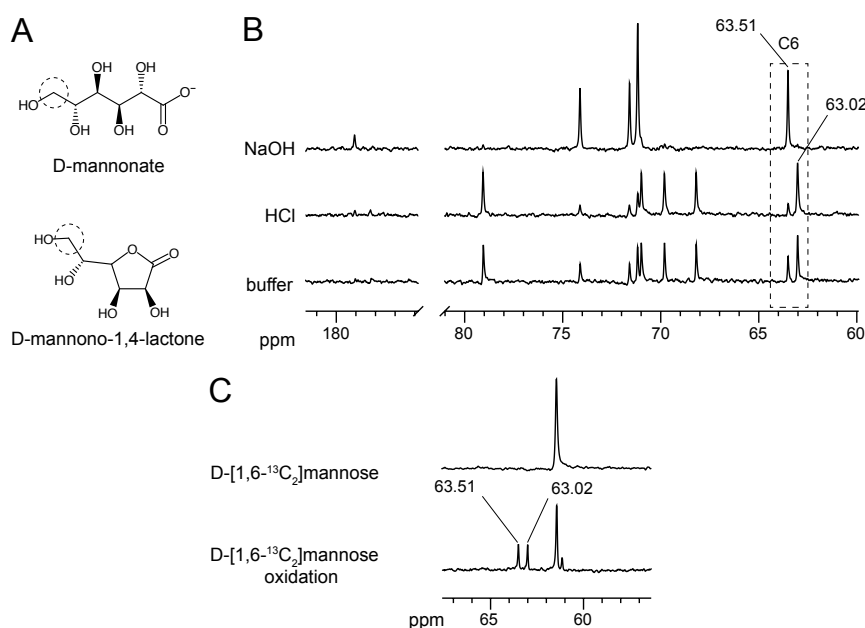 A
HO
OH
OH
OH
OH
O
O⁻
D-mannonate
HO
HO
O
O
HO
OH
D-mannono-1,4-lactone
B
63.51
C6
63.02
NaOH
HCl
buffer
ppm
180
80
75
70
65
60
C
D-[1,6-¹³C₂]mannose
63.51
63.02
D-[1,6-¹³C₂]mannose
oxidation
ppm
65
60